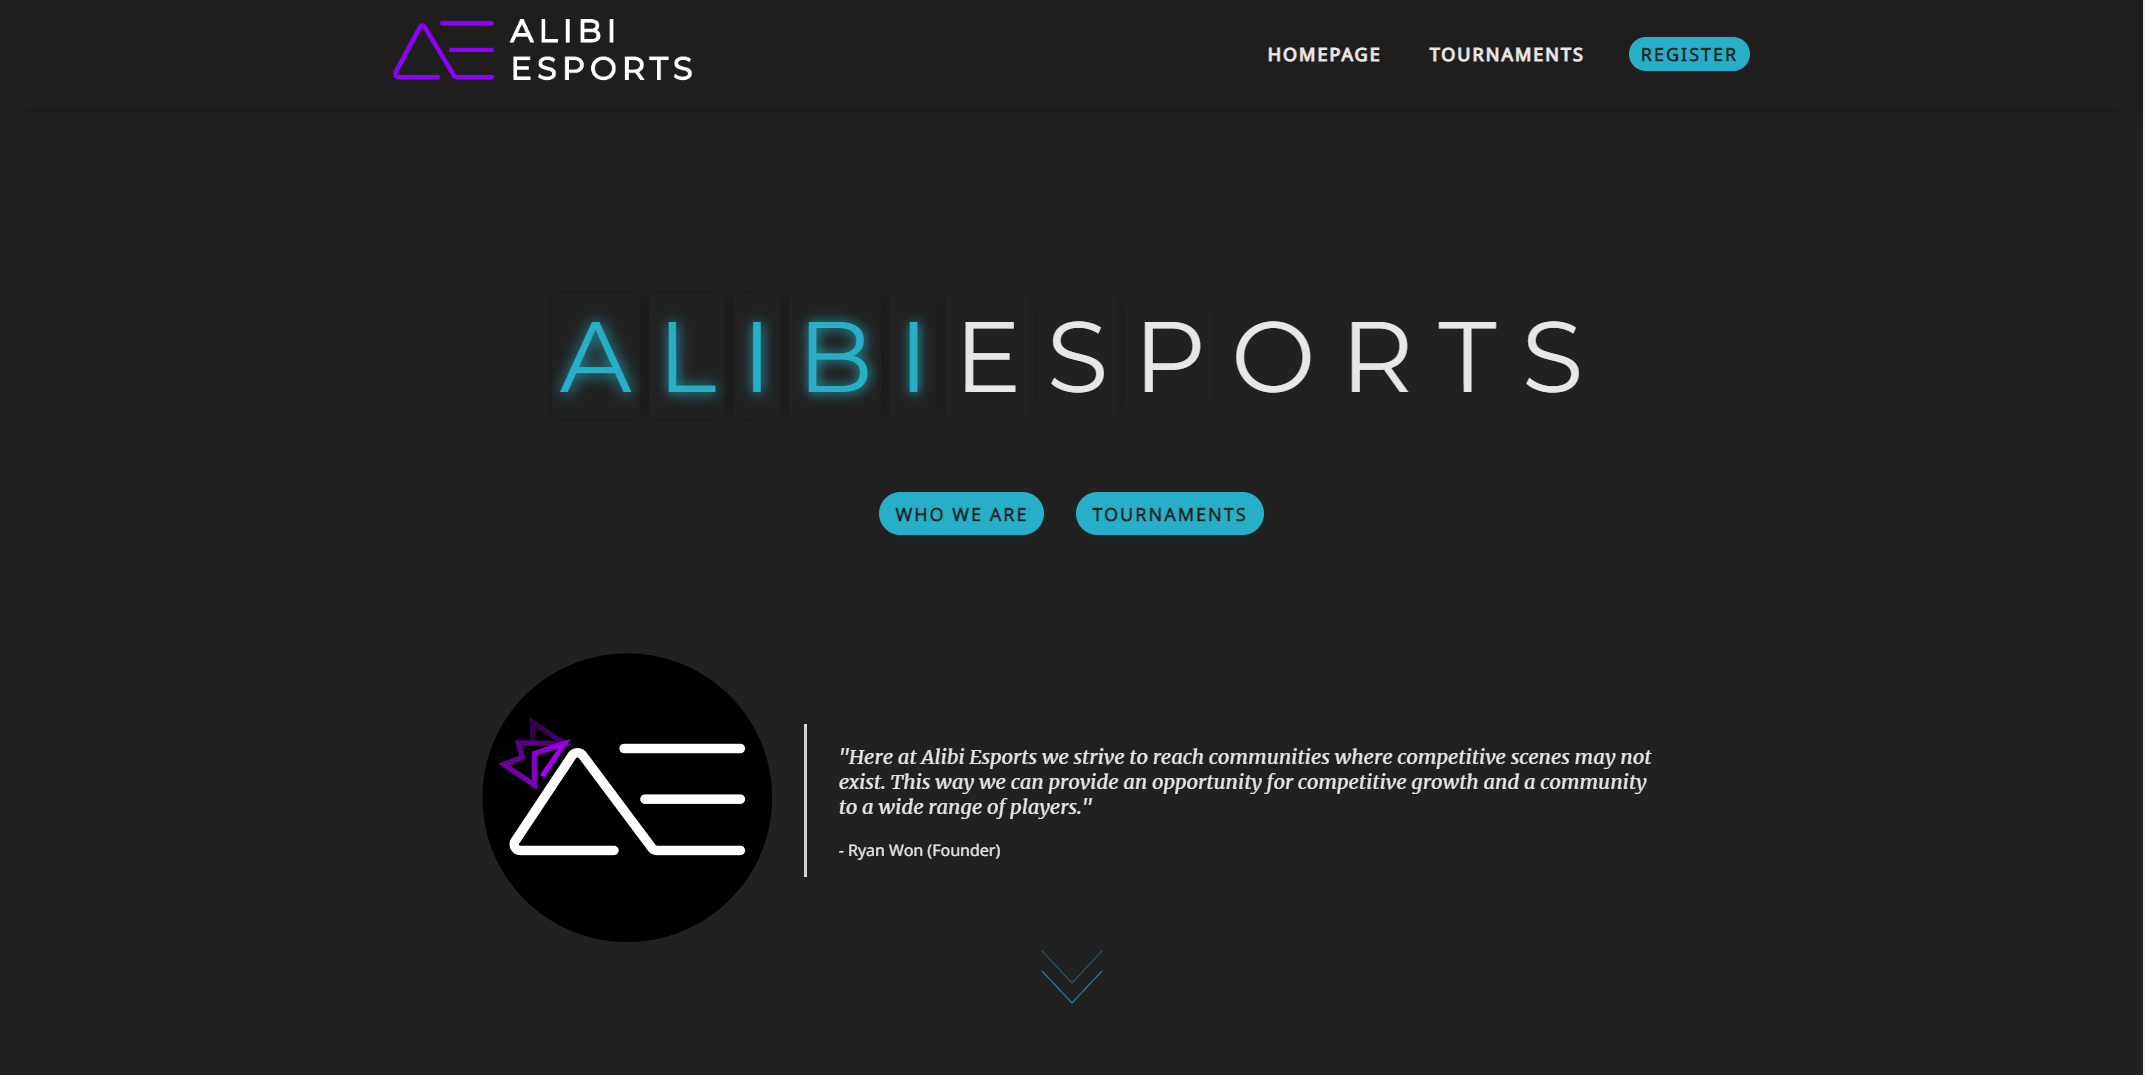 ALIBI
ESPORTS
HOMEPAGE TOURNAMENTS REGISTER
ALIBIESPORTS
WHO WE ARE TOURNAMENTS
"Here at Alibi Esports we strive to reach communities where competitive scenes may not
exist. This way we can provide an opportunity for competitive growth and a community
to a wide range of players."
- Ryan Won (Founder)